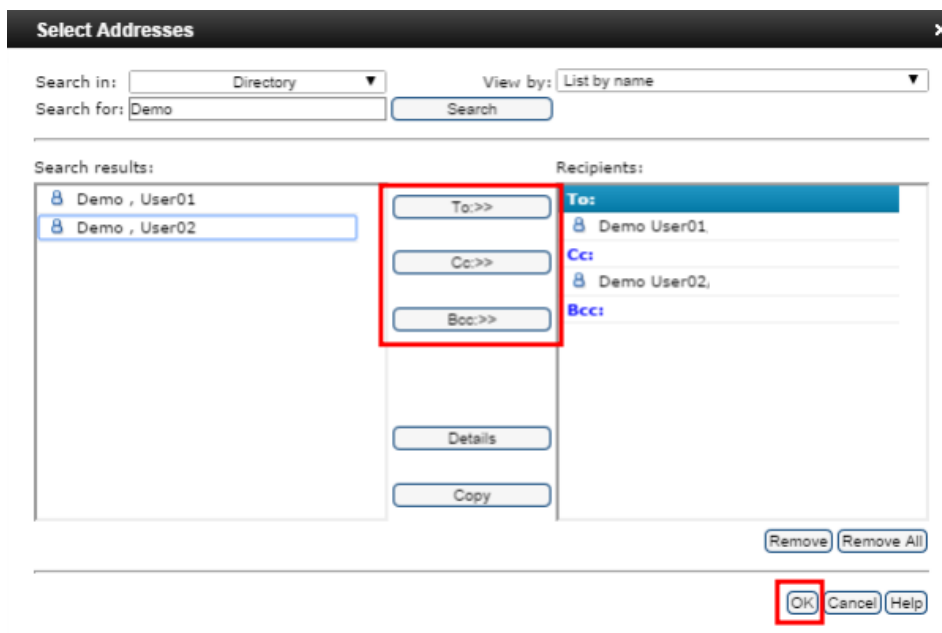 Select Addresses
Search in: Directory View by: List by name
Search for: Demo Search
Search results: Recipients:
Demo , User01
Demo , User02
To:>>
Cc:>>
Bcc:>>
Details
Copy
To:
Demo User01,
Cc:
Demo User02,
Bcc:
Remove Remove All
OK Cancel Help